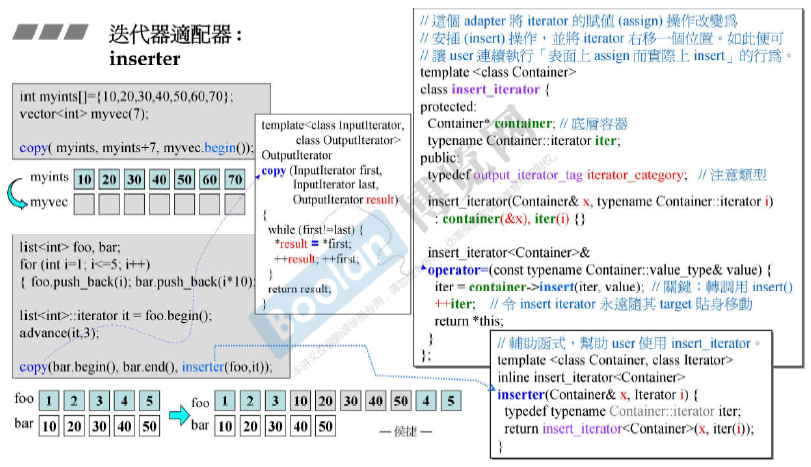 迭代器適配器 :
inserter
int myints[]={10,20,30,40,50,60,70};
vector<int> myvec(7);
copy( myints, myints+7, myvec.begin());
myints 10 20 30 40 50 60 70
myvec
list<int> foo, bar;
for (int i=1; i<=5; i++)
{ foo.push_back(i); bar.push_back(i*10); }
list<int>::iterator it = foo.begin();
advance(it,3);
copy(bar.begin(), bar.end(), inserter(foo,it));
foo 1 2 3 4 5
bar 10 20 30 40 50
foo 1 2 3 10 20 30 40 50 4 5
bar 10 20 30 40 50
— 侯捷 —
template<class InputIterator,
class OutputIterator>
OutputIterator
copy (InputIterator first,
InputIterator last,
OutputIterator result)
{
while (first!=last) {
*result = *first;
++result; ++first;
}
return result;
}
// 這個 adapter 將 iterator 的賦值 (assign) 操作改變爲
// 安插 (insert) 操作，並將 iterator 右移一個位置。如此便可
// 讓 user 連續執行「表面上 assign 而實際上 insert」的行爲。
template <class Container>
class insert_iterator {
protected:
Container* container; // 底層容器
typename Container::iterator iter;
public:
typedef output_iterator_tag iterator_category; // 注意類型
insert_iterator(Container& x, typename Container::iterator i)
: container(&x), iter(i) {}
insert_iterator<Container>&
operator=(const typename Container::value_type& value) {
iter = container->insert(iter, value); // 關鍵：轉調用 insert()
++iter; // 令 insert iterator 永遠隨其 target 貼身移動
return *this;
}
};
// 輔助函式，幫助 user 使用 insert_iterator。
template <class Container, class Iterator>
inline insert_iterator<Container>
inserter(Container& x, Iterator i) {
typedef typename Container::iterator iter;
return insert_iterator<Container>(x, iter(i));
}
Boolan 博览网